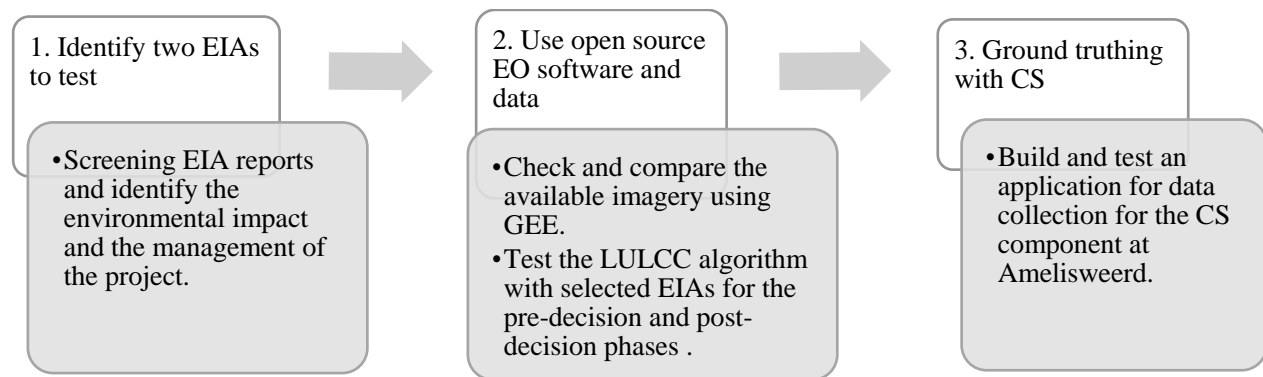 1. Identify two EIAs
to test
•Screening EIA reports
and identify the
environmental impact
and the management of
the project.
2. Use open source
EO software and
data
•Check and compare the
available imagery using
GEE.
•Test the LULCC algorithm
with selected EIAs for the
pre-decision and post-
decision phases .
3. Ground truthing
with CS
•Build and test an
application for data
collection for the CS
component at
Amelisweerd.